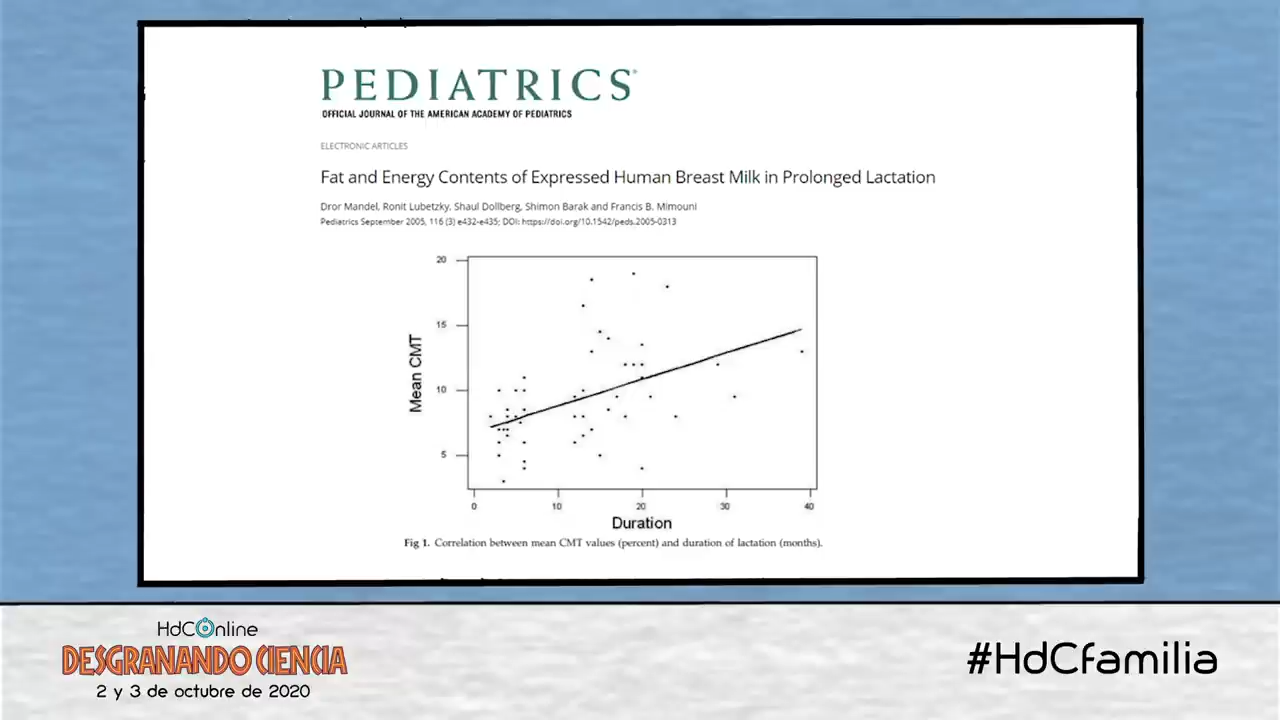 PEDIATRICS®
OFFICIAL JOURNAL OF THE AMERICAN ACADEMY OF PEDIATRICS
ELECTRONIC ARTICLES
Fat and Energy Contents of Expressed Human Breast Milk in Prolonged Lactation
Dror Mandel, Ronit Lubetzky, Shaul Dollberg, Shimon Barak and Francis B. Mimouni
Pediatrics September 2005, 116 (3) e432-e435; DOI: https://doi.org/10.1542/peds.2005-0313
20
15
10
5
Mean CMT
0 10 20 30 40
Duration
Fig 1. Correlation between mean CMT values (percent) and duration of lactation (months).
HdCOnline
DESGRANANDO CIENCIA
2 y 3 de octubre de 2020
#HdCfamilia